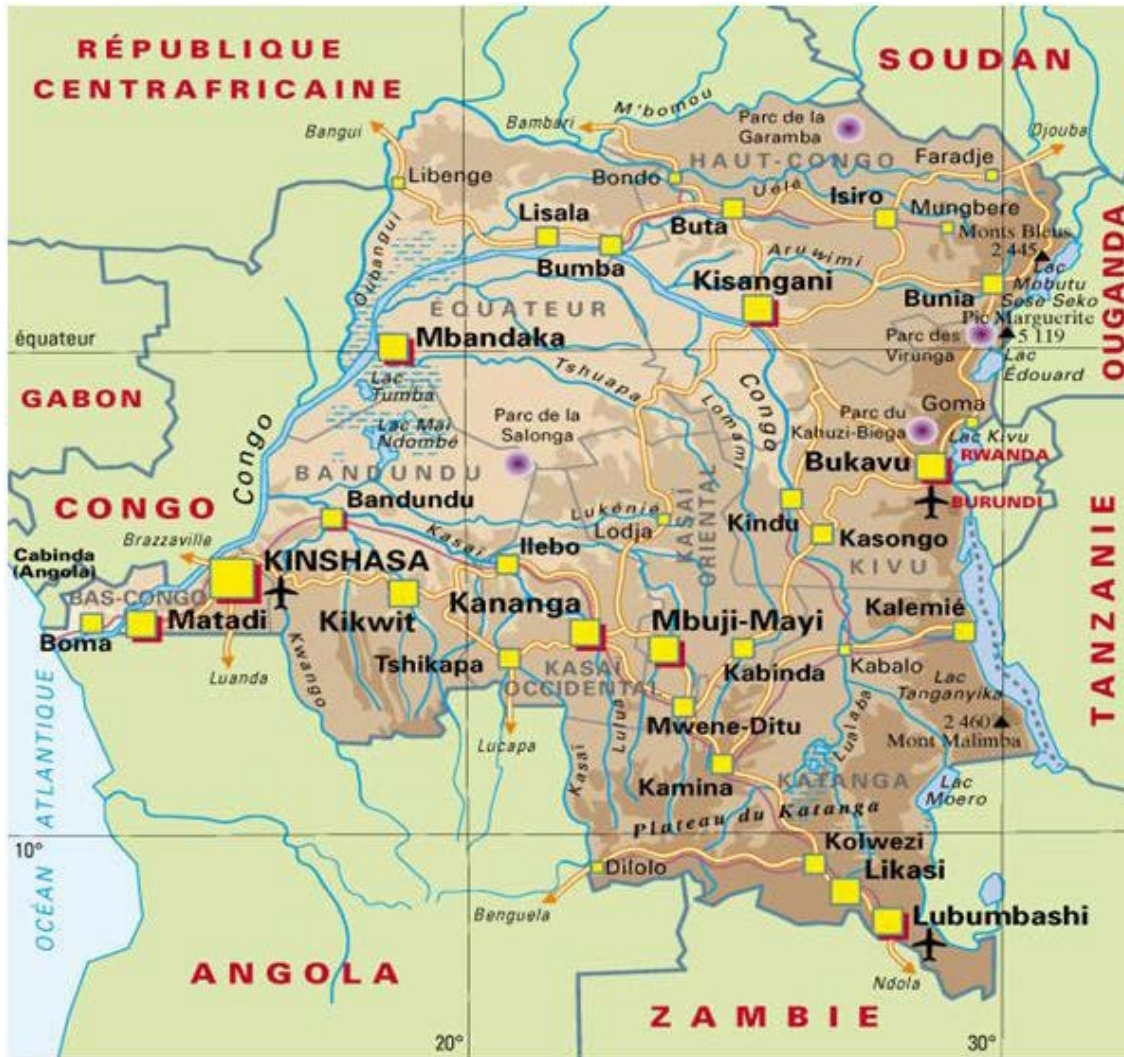 RÉPUBLIQUE
CENTRAFRICAINE
SOUDAN
M'bomou
Bangui
Bambari
Parc de la
Garamba
Djouba
HAUT-CONGO
Faradje
Libenge
Bondo
Uélé
Isiro
Lisala
Buta
Mungbere
Monts Bleus
2 445
Oubangui
Bumba
Aruwimi
Kisangani
Lac
Mobutu
Sese Seko
Bunia
OUGANDA
ÉQUATEUR
Pic Marguerite
5 119
équateur
Mbandaka
Parc des
Virunga
Lac
Édouard
Tshuapa
Lac
Tumba
GABON
Congo
Lomami
Goma
Parc de la
Salonga
Parc du
Kahuzi-Biega
Lac Maï
Ndombé
Lac Kivu
RWANDA
Congo
Bukavu
BANDUNDU
Bandundu
BURUNDI
CONGO
Lukénie
Lodja
KASAÏ
ORIENTAL
Kindu
Kasongo
TANZANIE
Brazzaville
Kasaï
Ilebo
Cabinda
(Angola)
KINSHASA
KIVU
BAS-CONGO
Kananga
Kalemié
Matadi
Kikwit
Mbuji-Mayi
Boma
Tshikapa
Kabinda
Kabalo
Luanda
Kwango
KASAÏ
OCCIDENTAL
Lac
Tanganyika
Mwene-Ditu
Lulua
Lualaba
2 460
Mont Malimba
Lucapa
Kasaï
Kamina
KATANGA
Lac
Moero
Plateau du Katanga
10°
Kolwezi
Dilolo
Likasi
OCÉAN ATLANTIQUE
Benguela
Lubumbashi
ANGOLA
Ndola
ZAMBIE
20°
30°